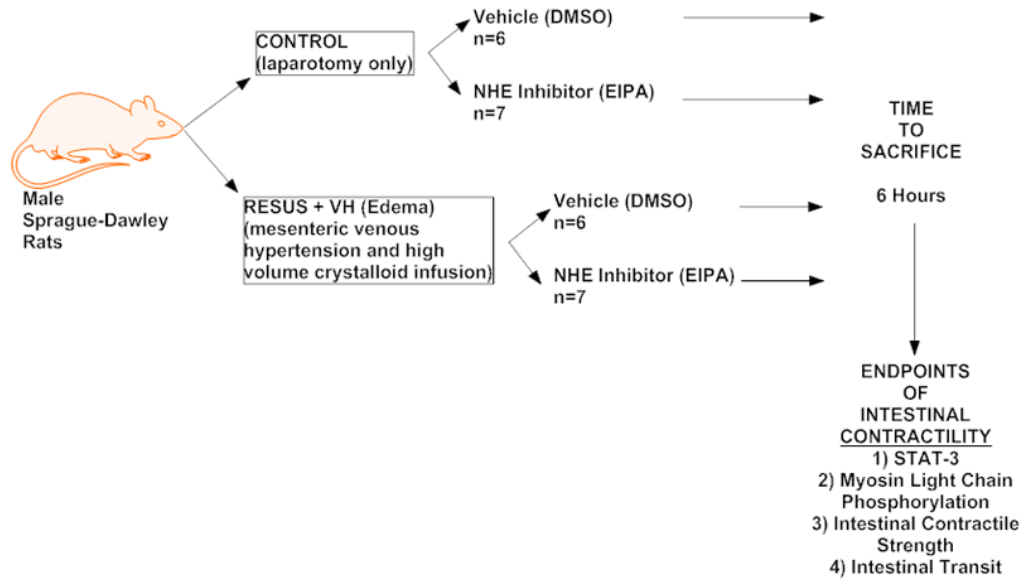 Male
Sprague-Dawley
Rats
CONTROL
(laparotomy only)
Vehicle (DMSO)
n=6
NHE Inhibitor (EIPA)
n=7
RESUS + VH (Edema)
(mesenteric venous
hypertension and high
volume crystalloid infusion)
Vehicle (DMSO)
n=6
NHE Inhibitor (EIPA)
n=7
TIME
TO
SACRIFICE
6 Hours
ENDPOINTS
OF
INTESTINAL
CONTRACTILITY
1) STAT-3
2) Myosin Light Chain
Phosphorylation
3) Intestinal Contractile
Strength
4) Intestinal Transit